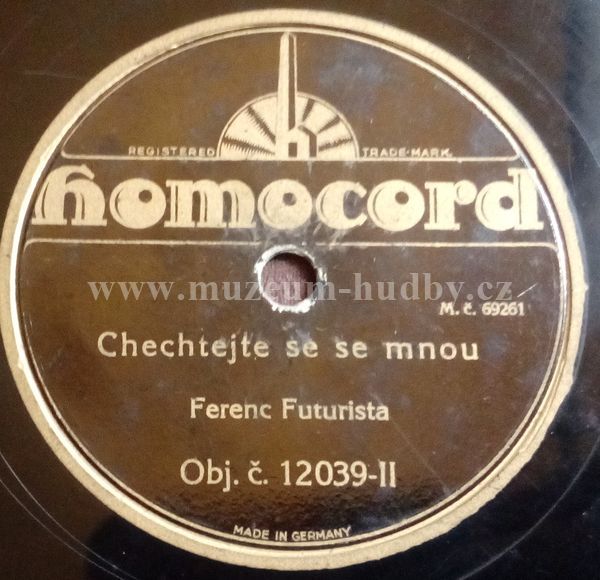 REGISTERED TRADE-MARK
homocord
www.muzeum-hudby.cz
M. č. 69261
Chechtejte se se mnou
Ferenc Futurista
Obj. č. 12039-II
MADE IN GERMANY